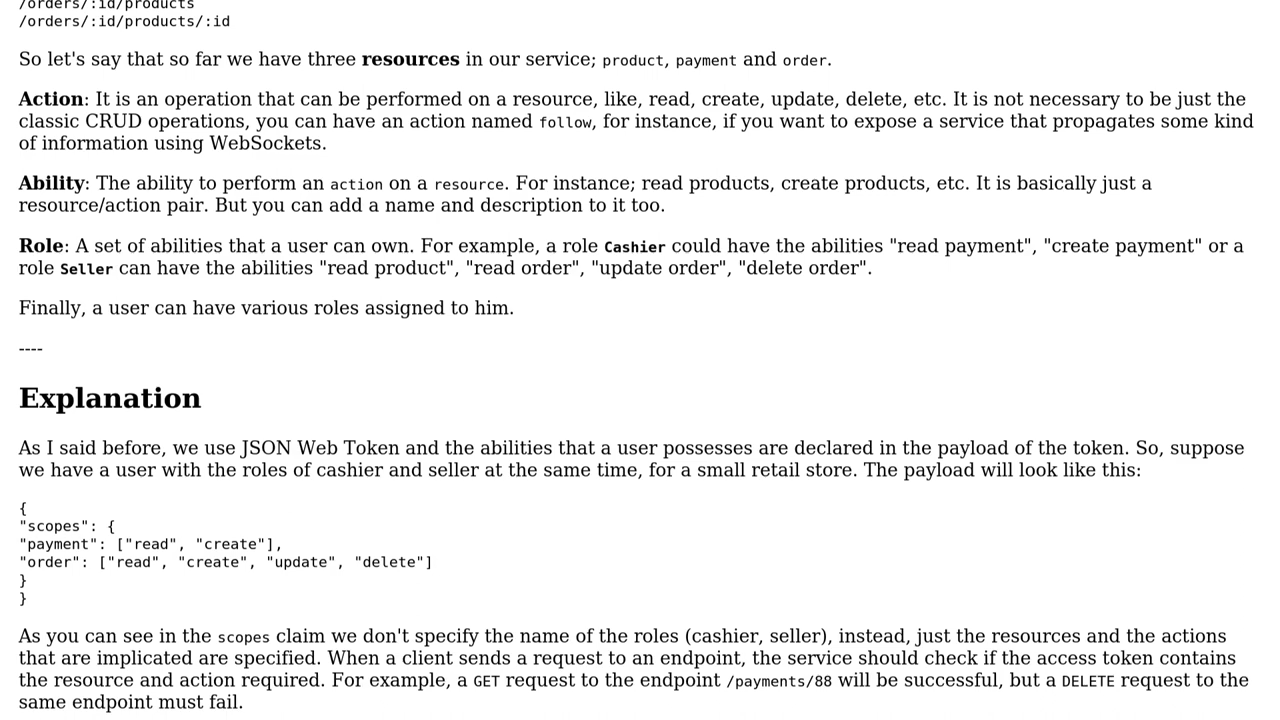 /orders/:id/products
/orders/:id/products/:id
So let's say that so far we have three resources in our service; product, payment and order.
Action: It is an operation that can be performed on a resource, like, read, create, update, delete, etc. It is not necessary to be just the
classic CRUD operations, you can have an action named follow, for instance, if you want to expose a service that propagates some kind
of information using WebSockets.
Ability: The ability to perform an action on a resource. For instance; read products, create products, etc. It is basically just a
resource/action pair. But you can add a name and description to it too.
Role: A set of abilities that a user can own. For example, a role Cashier could have the abilities "read payment", "create payment" or a
role Seller can have the abilities "read product", "read order", "update order", "delete order".
Finally, a user can have various roles assigned to him.
----
Explanation
As I said before, we use JSON Web Token and the abilities that a user possesses are declared in the payload of the token. So, suppose
we have a user with the roles of cashier and seller at the same time, for a small retail store. The payload will look like this:
{
"scopes": {
"payment": ["read", "create"],
"order": ["read", "create", "update", "delete"]
}
}
As you can see in the scopes claim we don't specify the name of the roles (cashier, seller), instead, just the resources and the actions
that are implicated are specified. When a client sends a request to an endpoint, the service should check if the access token contains
the resource and action required. For example, a GET request to the endpoint /payments/88 will be successful, but a DELETE request to the
same endpoint must fail.